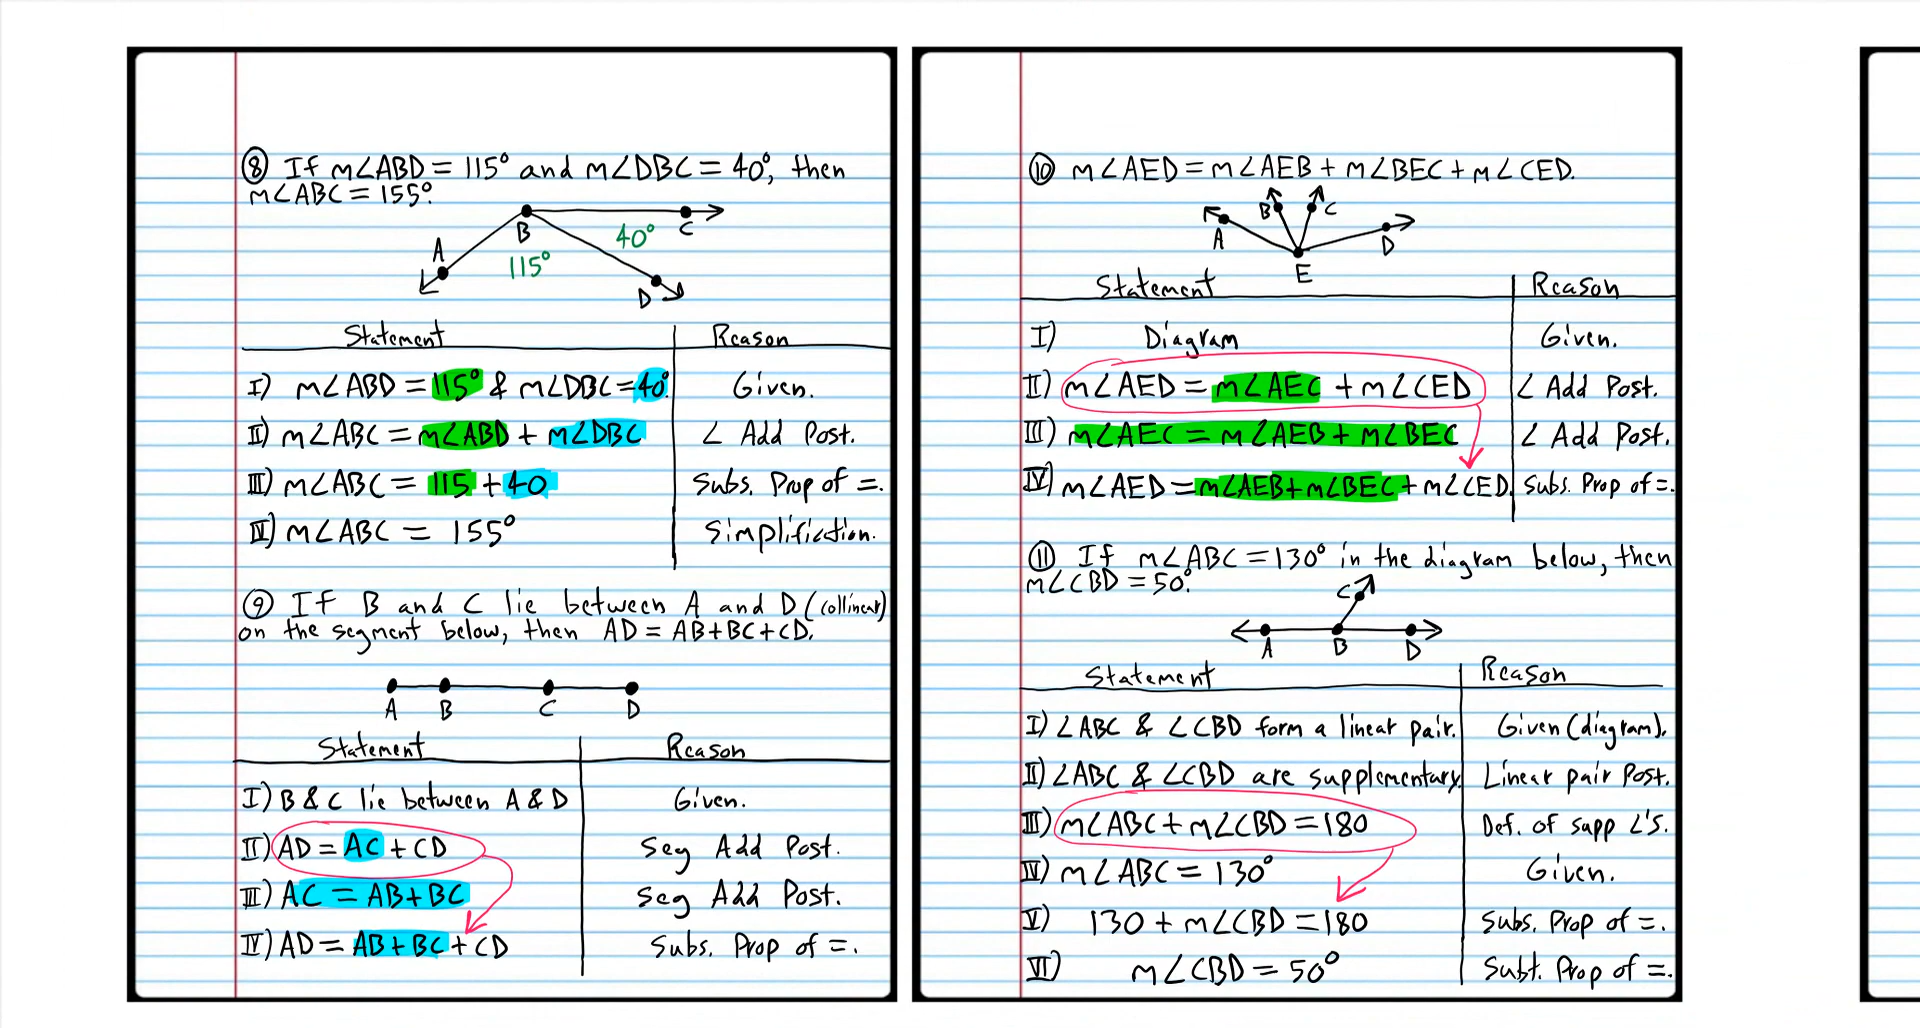 ⑧ If m∠ABD = 115° and m∠DBC = 40°, then
m∠ABC = 155°.
B
C
40°
A
115°
D
Statement Reason
I) m∠ABD = 115° & m∠DBC = 40°. Given.
II) m∠ABC = m∠ABD + m∠DBC ∠ Add Post.
III) m∠ABC = 115 + 40 Subs. Prop of =.
IV) m∠ABC = 155° Simplifiction.
⑨ If B and C lie between A and D (collinear)
on the segment below, then AD = AB+BC+CD.
A B C D
Statement Reason
I) B & C lie between A & D Given.
II) AD = AC + CD Seg Add Post.
III) AC = AB+BC Seg Add Post.
IV) AD = AB+BC+CD Subs. Prop of =.
⑩ m∠AED = m∠AEB + m∠BEC + m∠CED.
B C
A D
E
Statement Reason
I) Diagram Given.
II) m∠AED = m∠AEC + m∠CED ∠ Add Post.
III) m∠AEC = m∠AEB + m∠BEC ∠ Add Post.
IV) m∠AED = m∠AEB+m∠BEC+m∠CED. Subs. Prop of =.
⑪ If m∠ABC = 130° in the diagram below, then
m∠CBD = 50°.
C
A B D
Statement Reason
I) ∠ABC & ∠CBD form a linear pair. Given (diagram).
II) ∠ABC & ∠CBD are supplementary. Linear pair Post.
III) m∠ABC + m∠CBD = 180 Def. of supp ∠'s.
IV) m∠ABC = 130° Given.
V) 130 + m∠CBD = 180 Subs. Prop of =.
VI) m∠CBD = 50° Subt. Prop of =.